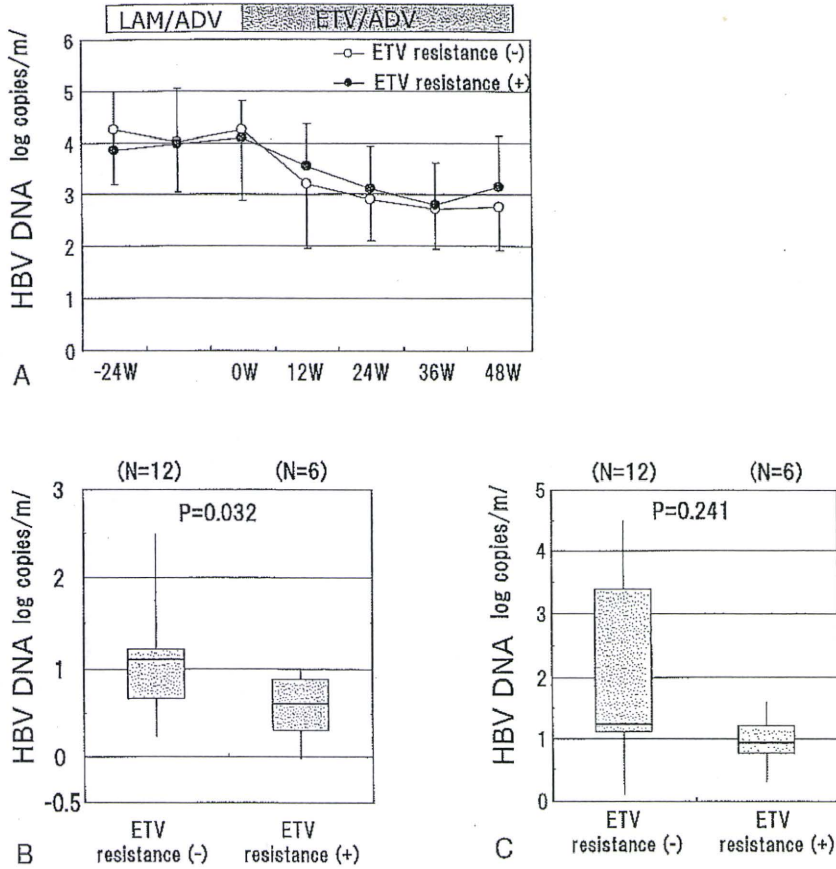 LAM/ADV ETV/ADV
6
5
4
3
2
1
0
HBV DNA log copies/m/
ETV resistance (-)
ETV resistance (+)
-24W 0W 12W 24W 36W 48W
A
(N=12) (N=6)
P=0.032
3
2
1
0
-0.5
HBV DNA log copies/m/
ETV resistance (-)
ETV resistance (+)
B
(N=12) (N=6)
P=0.241
5
4
3
2
1
0
HBV DNA log copies/m/
ETV resistance (-)
ETV resistance (+)
C